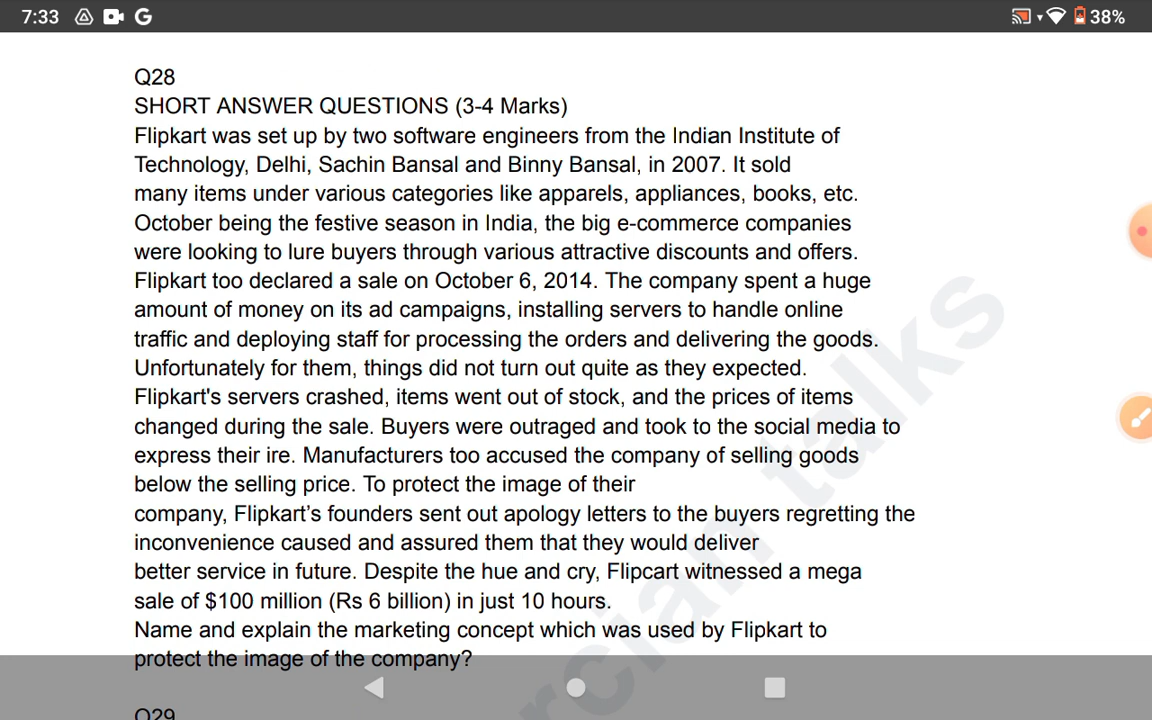 7:33 G 38%
Q28
SHORT ANSWER QUESTIONS (3-4 Marks)
Flipkart was set up by two software engineers from the Indian Institute of
Technology, Delhi, Sachin Bansal and Binny Bansal, in 2007. It sold
many items under various categories like apparels, appliances, books, etc.
October being the festive season in India, the big e-commerce companies
were looking to lure buyers through various attractive discounts and offers.
Flipkart too declared a sale on October 6, 2014. The company spent a huge
amount of money on its ad campaigns, installing servers to handle online
traffic and deploying staff for processing the orders and delivering the goods.
Unfortunately for them, things did not turn out quite as they expected.
Flipkart's servers crashed, items went out of stock, and the prices of items
changed during the sale. Buyers were outraged and took to the social media to
express their ire. Manufacturers too accused the company of selling goods
below the selling price. To protect the image of their
company, Flipkart’s founders sent out apology letters to the buyers regretting the
inconvenience caused and assured them that they would deliver
better service in future. Despite the hue and cry, Flipcart witnessed a mega
sale of $100 million (Rs 6 billion) in just 10 hours.
Name and explain the marketing concept which was used by Flipkart to
protect the image of the company?
Q29
rcian talks